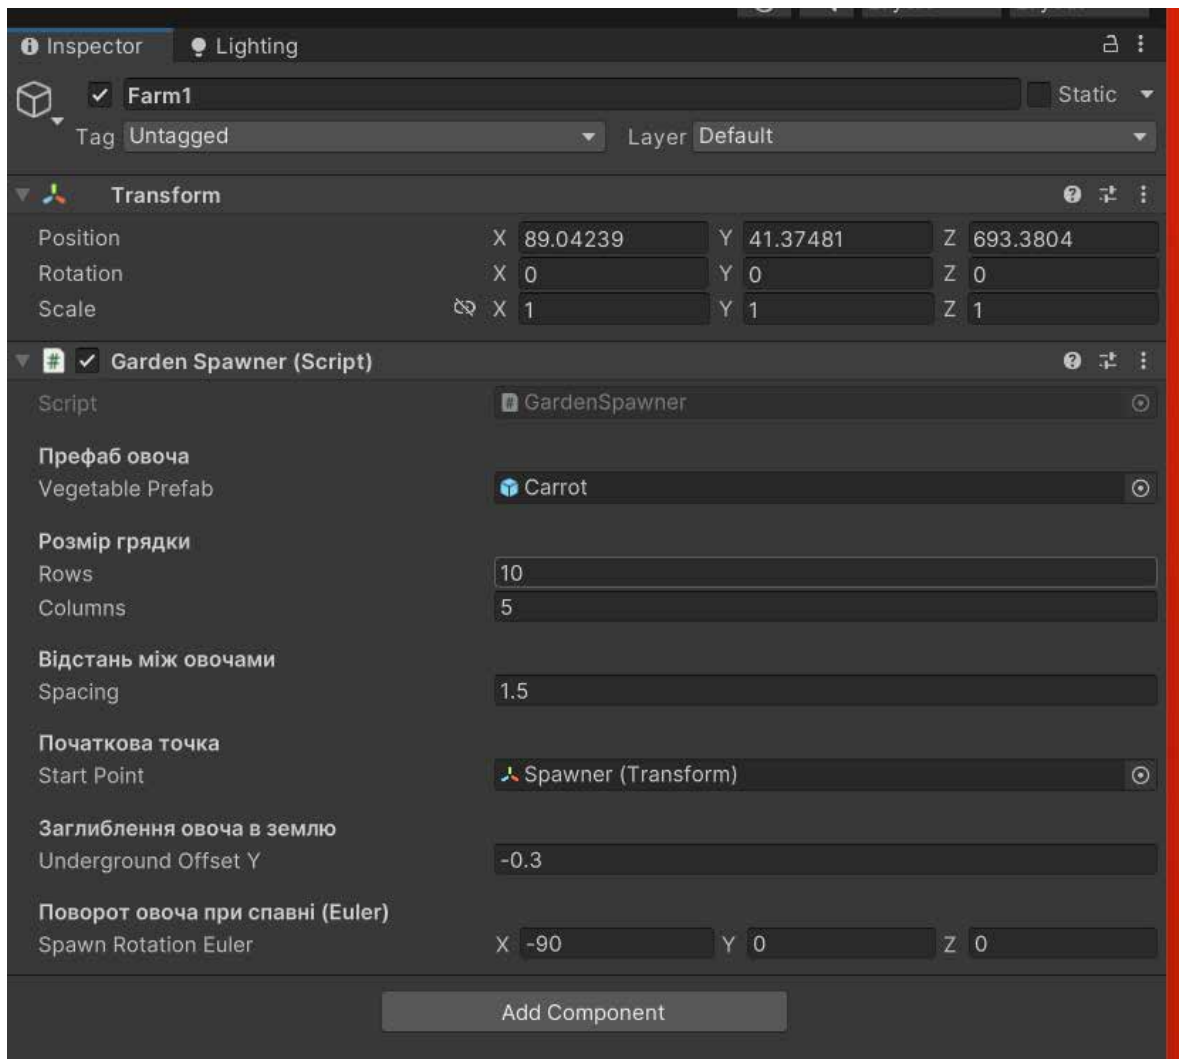 Inspector Lighting
Farm1 Static
Tag Untagged Layer Default
Transform
Position X 89.04239 Y 41.37481 Z 693.3804
Rotation X 0 Y 0 Z 0
Scale X 1 Y 1 Z 1
# Garden Spawner (Script)
Script # GardenSpawner
Префаб овоча
Vegetable Prefab Carrot
Розмір грядки
Rows 10
Columns 5
Відстань між овочами
Spacing 1.5
Початкова точка
Start Point Spawner (Transform)
Заглиблення овоча в землю
Underground Offset Y -0.3
Поворот овоча при спавні (Euler)
Spawn Rotation Euler X -90 Y 0 Z 0
Add Component